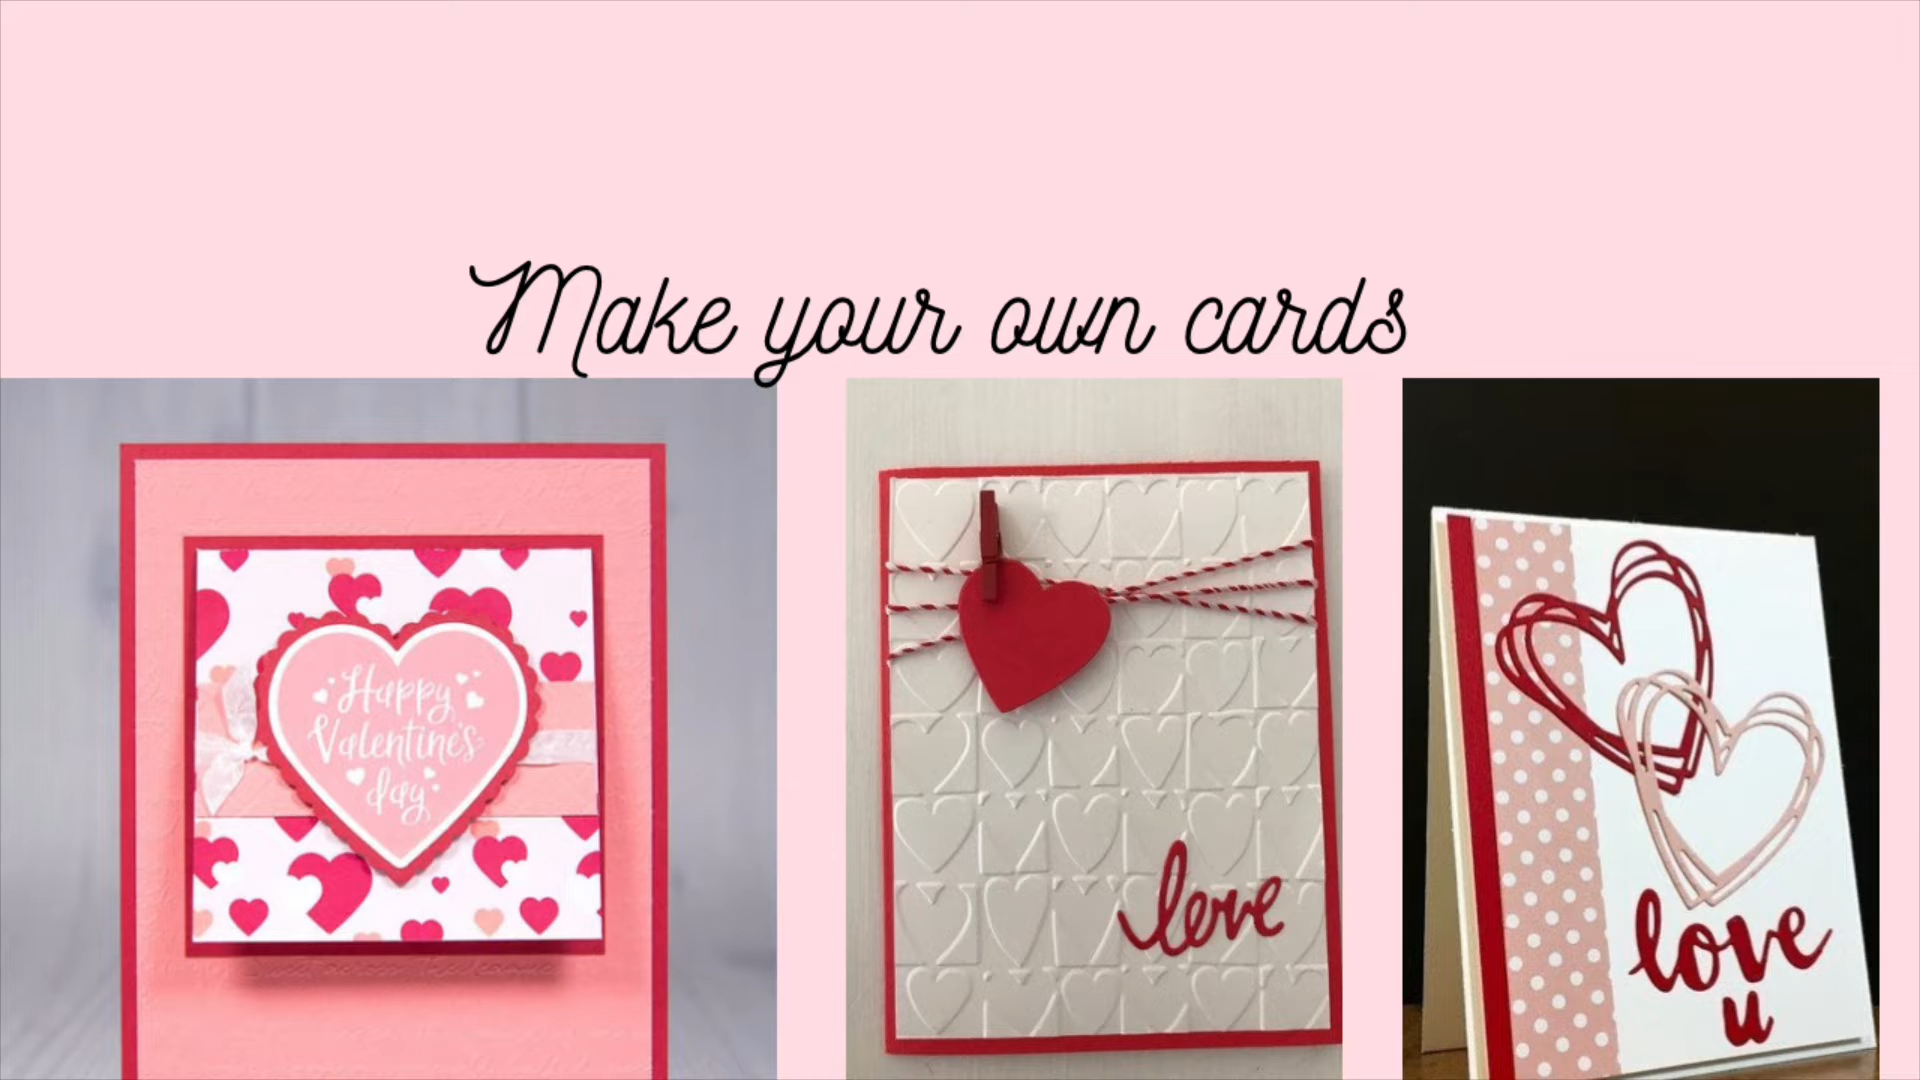 Make your own cards
Happy
Valentine's
day
love
love
u